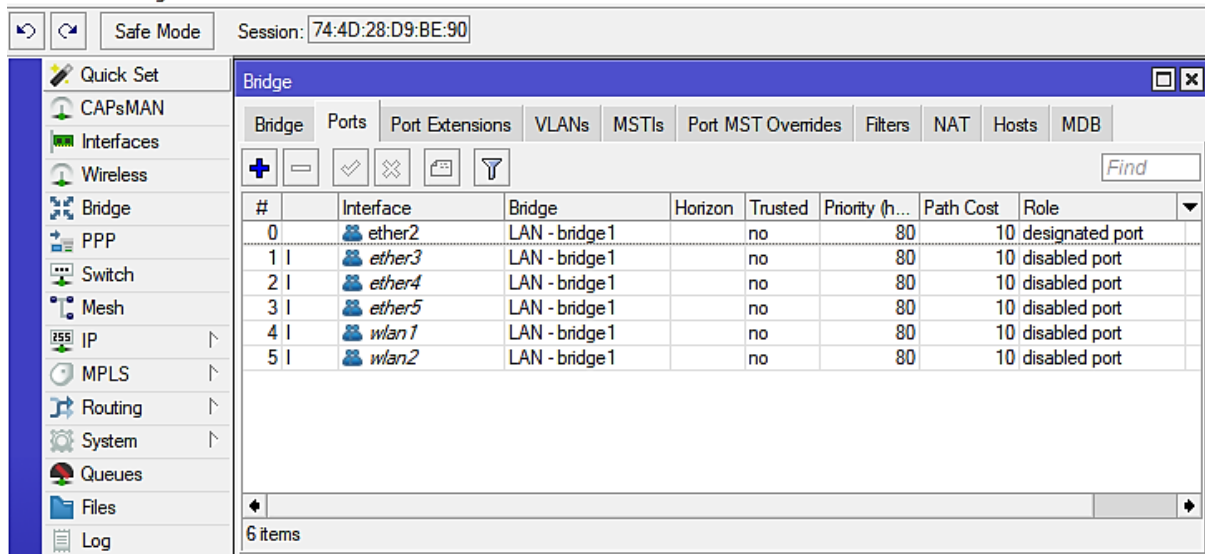 Safe Mode Session: 74:4D:28:D9:BE:90
Quick Set
CAPsMAN
Interfaces
Wireless
Bridge
PPP
Switch
Mesh
255 IP
MPLS
Routing
System
Queues
Files
Log
Bridge
Bridge Ports Port Extensions VLANs MSTIs Port MST Overrides Filters NAT Hosts MDB
Find
# Interface Bridge Horizon Trusted Priority (h... Path Cost Role
0 ether2 LAN - bridge1 no 80 10 designated port
1 I ether3 LAN - bridge1 no 80 10 disabled port
2 I ether4 LAN - bridge1 no 80 10 disabled port
3 I ether5 LAN - bridge1 no 80 10 disabled port
4 I wlan1 LAN - bridge1 no 80 10 disabled port
5 I wlan2 LAN - bridge1 no 80 10 disabled port
6 items